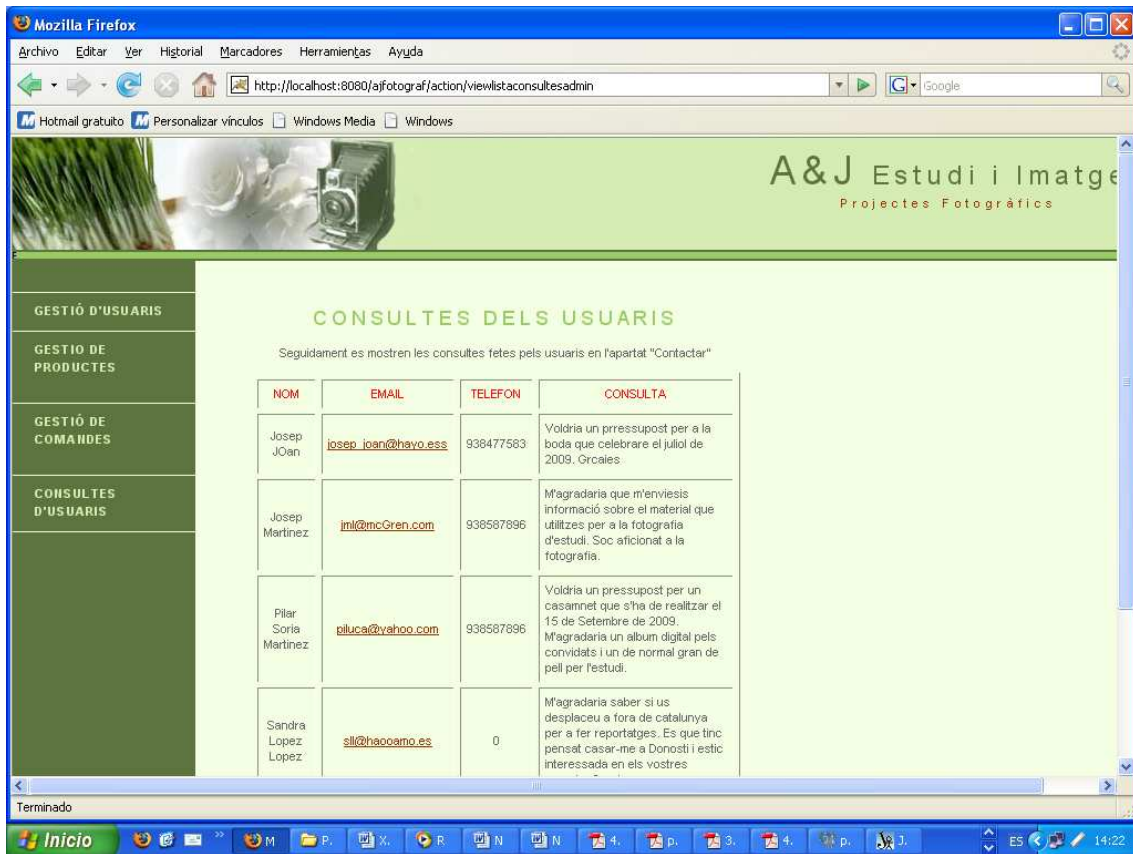 Mozilla Firefox
Archivo Editar Ver Historial Marcadores Herramientas Ayuda
http://localhost:8080/ajfotograf/action/viewlistaconsultesadmin
Google
Hotmail gratuito Personalizar vínculos Windows Media Windows
A&J Estudi i Imatge
Projectes Fotogràfics
GESTIÓ D'USUARIS
GESTIO DE
PRODUCTES
GESTIÓ DE
COMANDES
CONSULTES
D'USUARIS
CONSULTES DELS USUARIS
Seguidament es mostren les consultes fetes pels usuaris en l'apartat "Contactar"
NOM EMAIL TELEFON CONSULTA
Josep
JOan
josep_joan@hayo.ess
938477583
Voldria un prressupost per a la
boda que celebrare el juliol de
2009. Grcaies
Josep
Martinez
jml@mcGren.com
938587896
M'agradaria que m'enviesis
informació sobre el material que
utilitzes per a la fotografia
d'estudi. Soc aficionat a la
fotografia.
Pilar
Soria
Martinez
piluca@yahoo.com
938587896
Voldria un pressupost per un
casamnet que s'ha de realitzar el
15 de Setembre de 2009.
M'agradaria un album digital pels
convidats i un de normal gran de
pell per l'estudi.
Sandra
Lopez
Lopez
sll@haooamo.es
0
M'agradaria saber si us
desplaceu a fora de catalunya
per a fer reportatges. Es que tinc
pensat casar-me a Donosti i estic
interessada en els vostres
Terminado
Inicio M P. X. R N N 4. p. 3. 4. p. J. ES 14:22